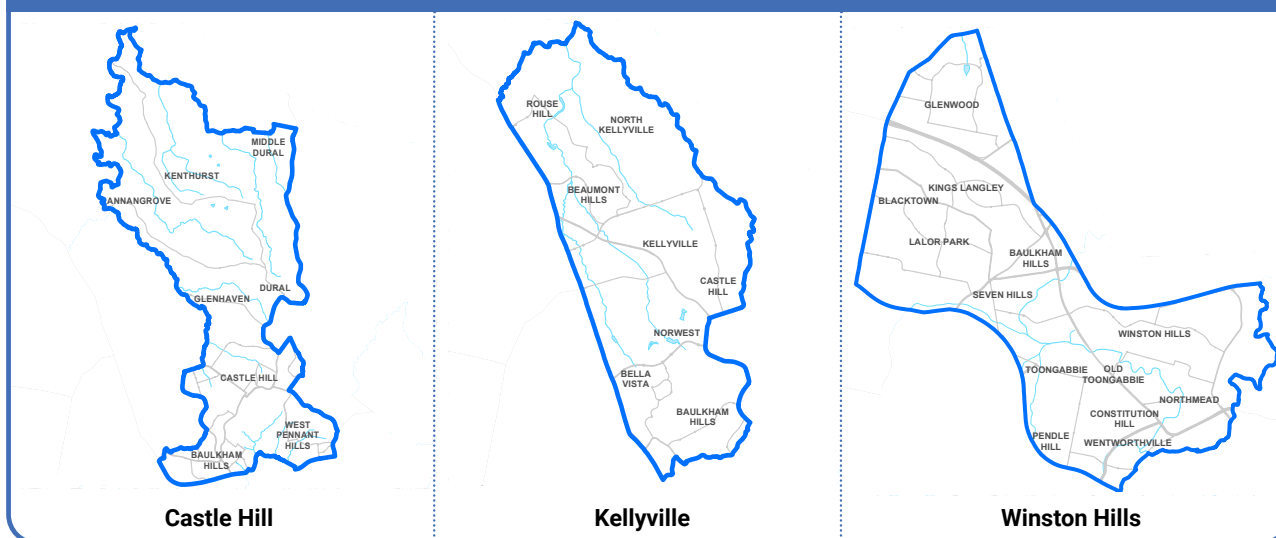 MIDDLE
DURAL
KENTHURST
ANNANGROVE
DURAL
GLENHAVEN
CASTLE HILL
WEST
PENNANT
HILLS
BAULKHAM
HILLS
Castle Hill
ROUSE
HILL
NORTH
KELLYVILLE
BEAUMONT
HILLS
KELLYVILLE
CASTLE
HILL
NORWEST
BELLA
VISTA
BAULKHAM
HILLS
Kellyville
GLENWOOD
KINGS LANGLEY
BLACKTOWN
LALOR PARK
BAULKHAM
HILLS
SEVEN HILLS
WINSTON HILLS
TOONGABBIE
OLD
TOONGABBIE
NORTHMEAD
CONSTITUTION
HILL
PENDLE
HILL
WENTWORTHVILLE
Winston Hills